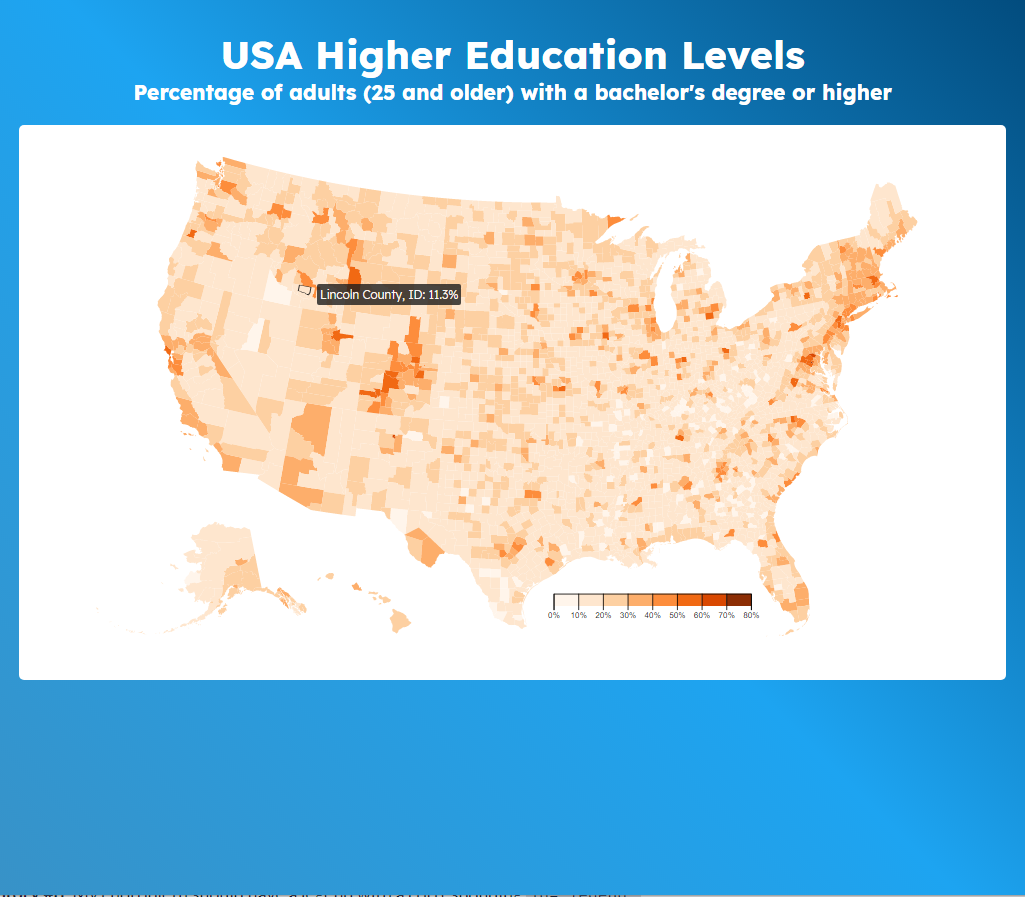 USA Higher Education Levels
Percentage of adults (25 and older) with a bachelor's degree or higher
Lincoln County, ID: 11.3%
0% 10% 20% 30% 40% 50% 60% 70% 80%